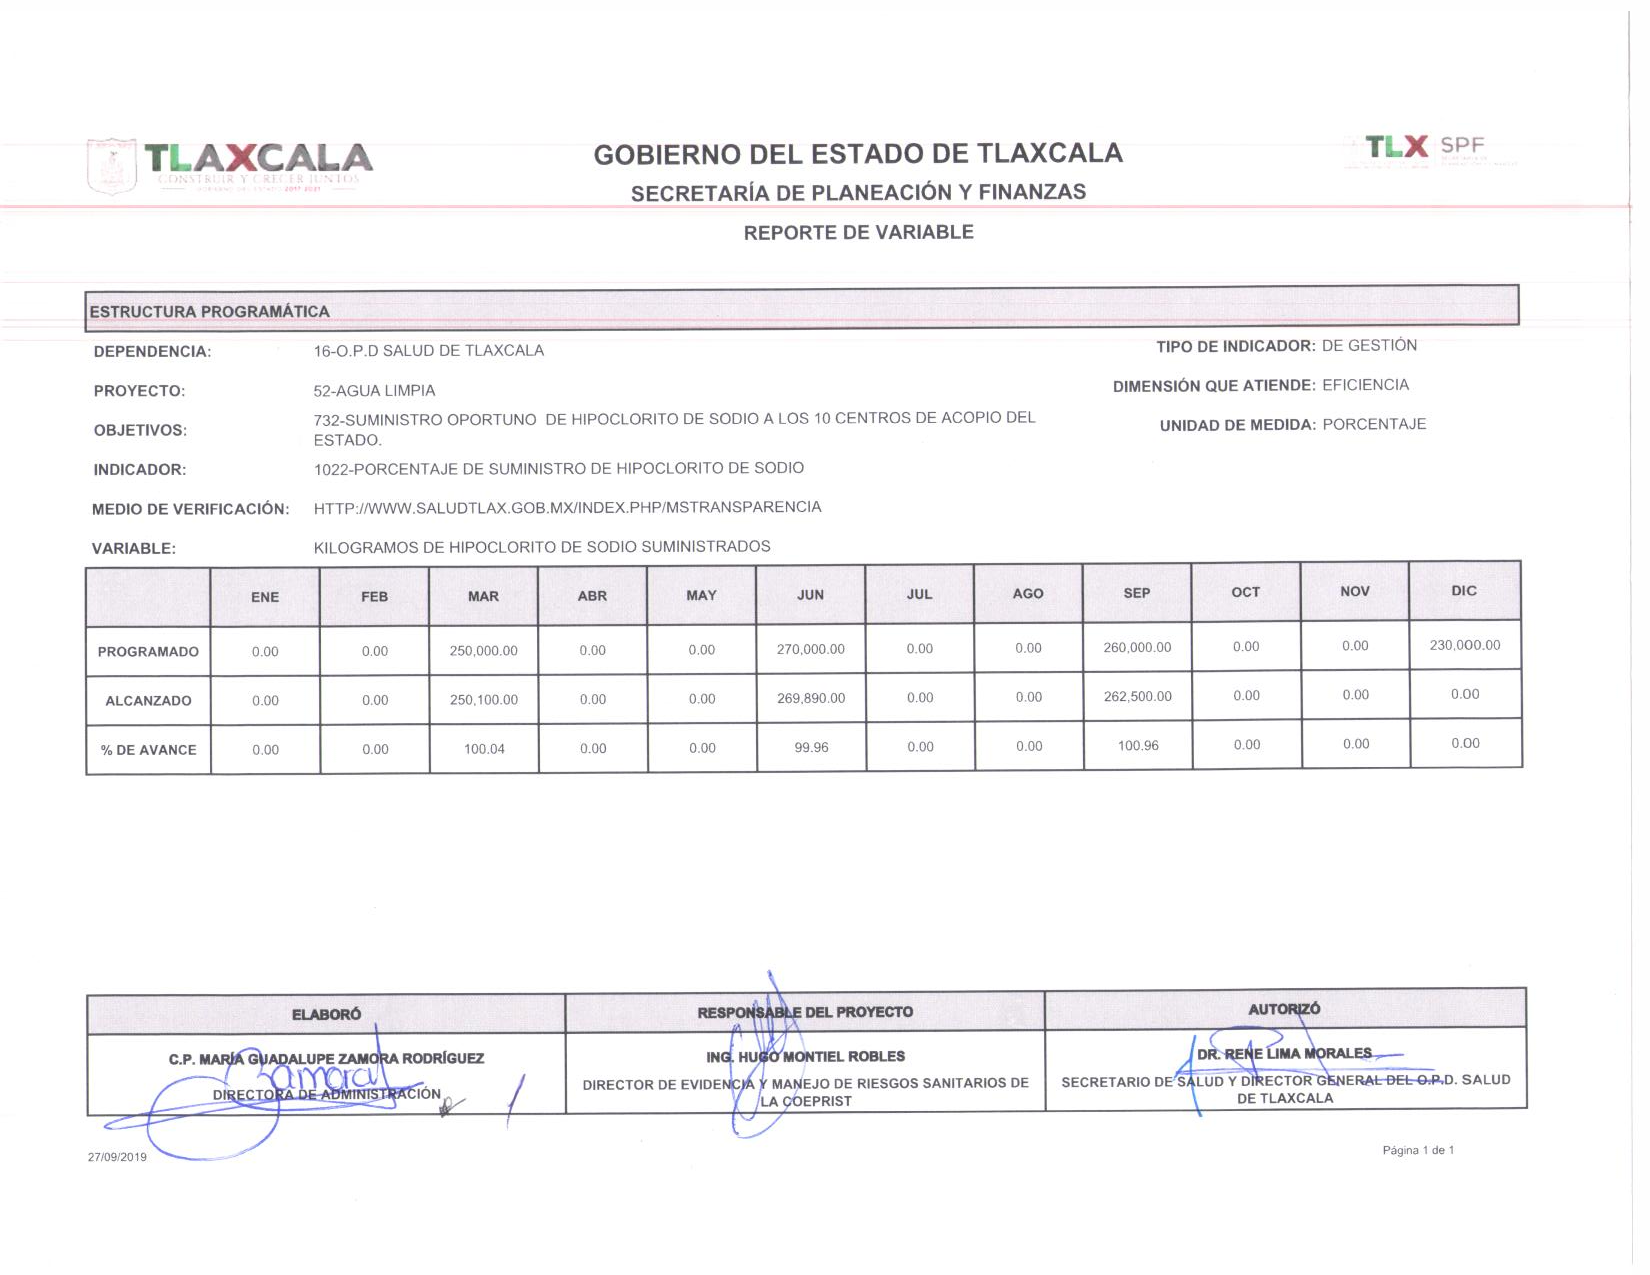 TLAXCALA
CONSTRUIR Y CRECER JUNTOS
GOBIERNO DEL ESTADO 2017-2021
GOBIERNO DEL ESTADO DE TLAXCALA
SECRETARÍA DE PLANEACIÓN Y FINANZAS
REPORTE DE VARIABLE
TLX SPF
ESTRUCTURA PROGRAMÁTICA
DEPENDENCIA: 16-O.P.D SALUD DE TLAXCALA
TIPO DE INDICADOR: DE GESTIÓN
PROYECTO: 52-AGUA LIMPIA
DIMENSIÓN QUE ATIENDE: EFICIENCIA
OBJETIVOS: 732-SUMINISTRO OPORTUNO DE HIPOCLORITO DE SODIO A LOS 10 CENTROS DE ACOPIO DEL
ESTADO.
UNIDAD DE MEDIDA: PORCENTAJE
INDICADOR: 1022-PORCENTAJE DE SUMINISTRO DE HIPOCLORITO DE SODIO
MEDIO DE VERIFICACIÓN: HTTP://WWW.SALUDTLAX.GOB.MX/INDEX.PHP/MSTRANSPARENCIA
VARIABLE: KILOGRAMOS DE HIPOCLORITO DE SODIO SUMINISTRADOS
ENE FEB MAR ABR MAY JUN JUL AGO SEP OCT NOV DIC
PROGRAMADO 0.00 0.00 250,000.00 0.00 0.00 270,000.00 0.00 0.00 260,000.00 0.00 0.00 230,000.00
ALCANZADO 0.00 0.00 250,100.00 0.00 0.00 269,890.00 0.00 0.00 262,500.00 0.00 0.00 0.00
% DE AVANCE 0.00 0.00 100.04 0.00 0.00 99.96 0.00 0.00 100.96 0.00 0.00 0.00
ELABORÓ
C.P. MARÍA GUADALUPE ZAMORA RODRÍGUEZ
Zamora
DIRECTORA DE ADMINISTRACIÓN
RESPONSABLE DEL PROYECTO
ING. HUGO MONTIEL ROBLES
DIRECTOR DE EVIDENCIA Y MANEJO DE RIESGOS SANITARIOS DE
LA COEPRIST
AUTORIZÓ
DR. RENE LIMA MORALES
SECRETARIO DE SALUD Y DIRECTOR GENERAL DEL O.P.D. SALUD
DE TLAXCALA
27/09/2019
Página 1 de 1